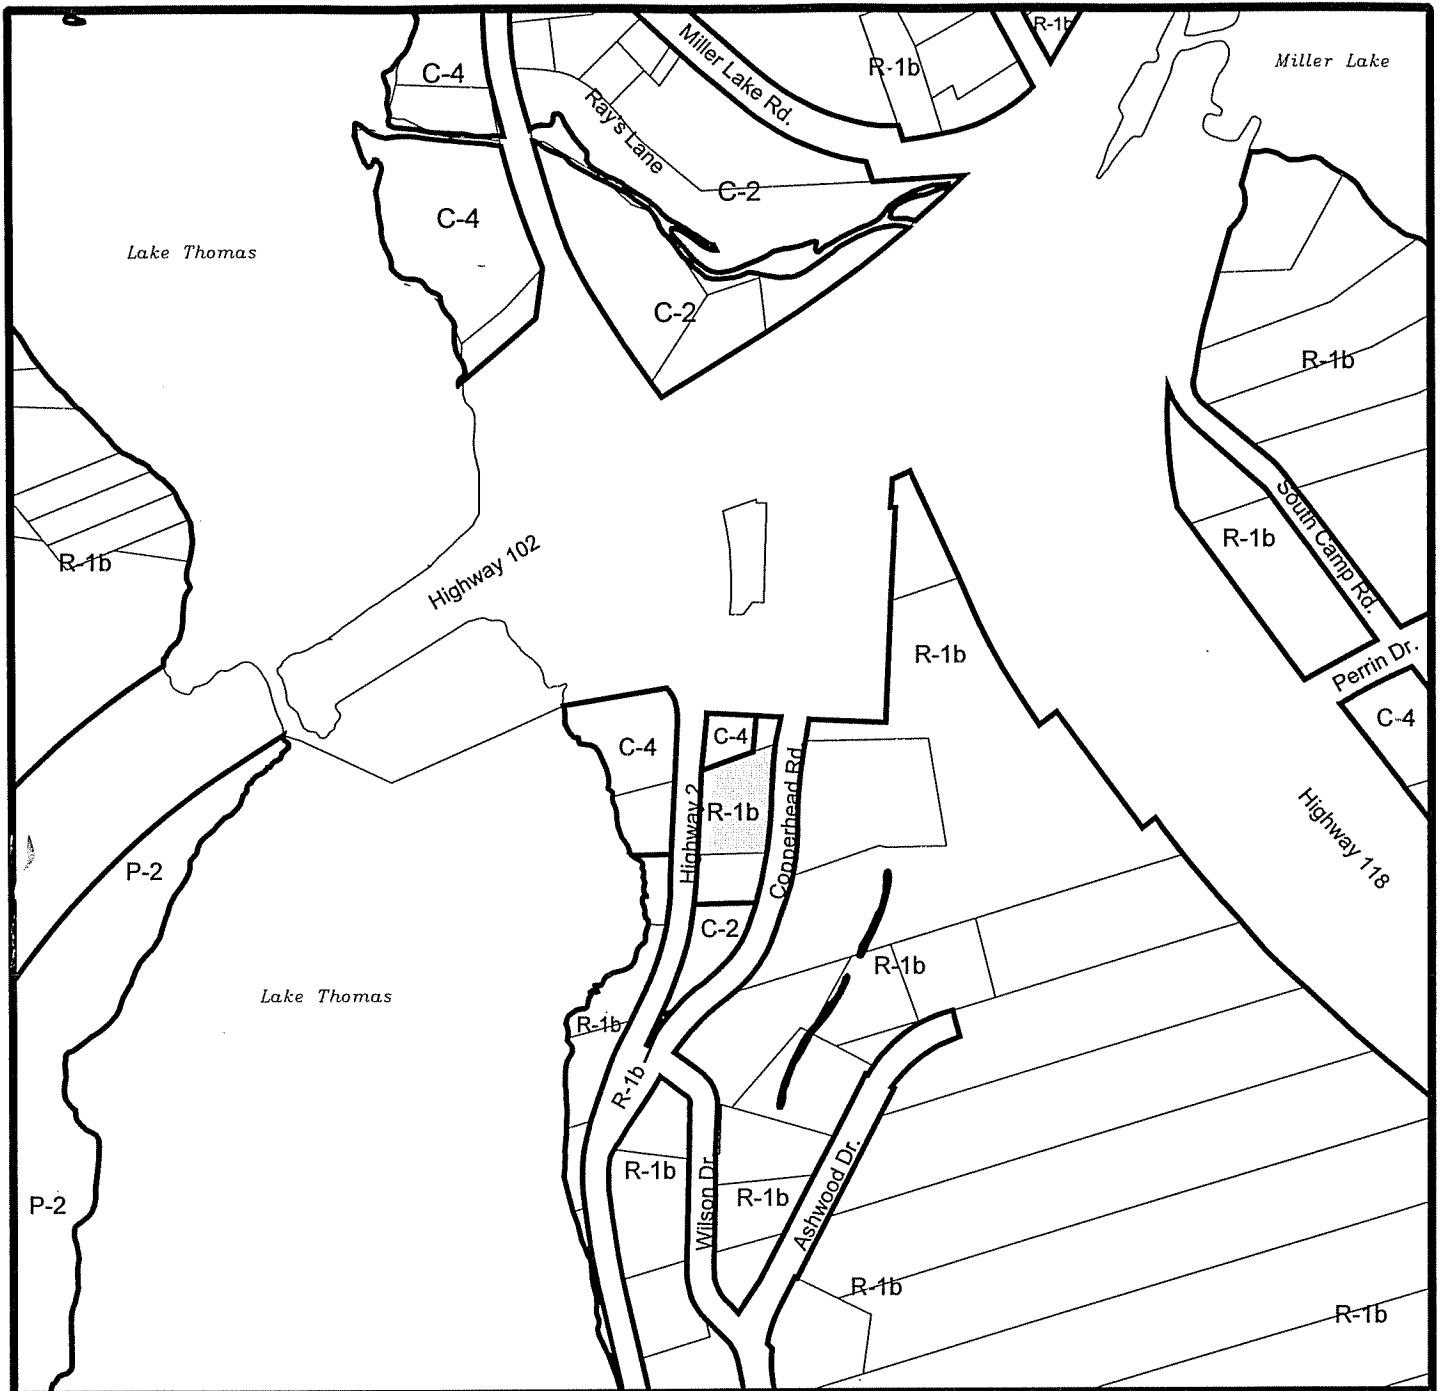 R-1b
Miller Lake Rd.
R-1b
Miller Lake
C-4
Ray's Lane
C-2
C-4
Lake Thomas
C-2
R-1b
South Camp Rd.
R-1b
R-1b
Highway 102
R-1b
Perrin Dr.
C-4
C-4
C-4
Highway 2
R-1b
Copperhead Rd.
Highway 118
P-2
C-2
R-1b
Lake Thomas
R-1b
R-1b
R-1b
Wilson Dr.
R-1b
Ashwood Dr.
P-2
R-1b
R-1b